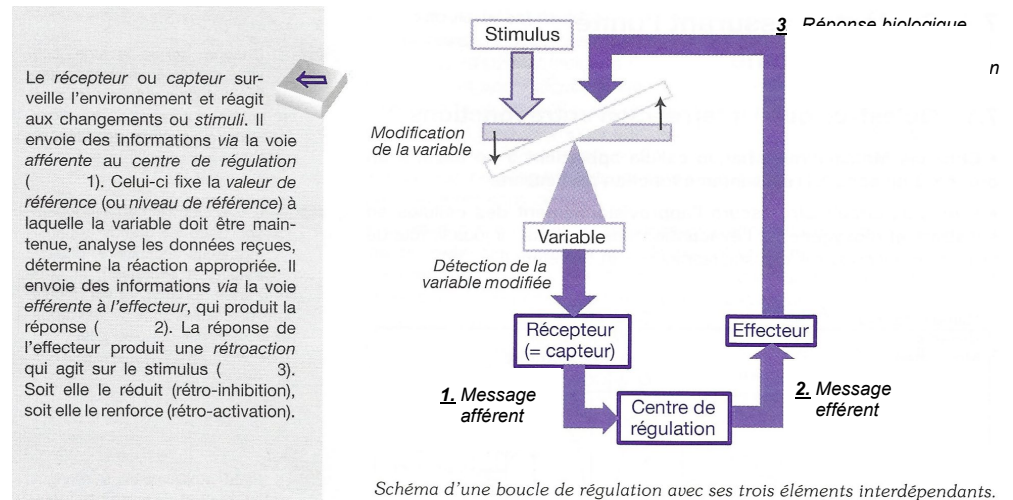 Le récepteur ou capteur sur-
veille l'environnement et réagit
aux changements ou stimuli. Il
envoie des informations via la voie
afférente au centre de régulation
( 1). Celui-ci fixe la valeur de
référence (ou niveau de référence) à
laquelle la variable doit être main-
tenue, analyse les données reçues,
détermine la réaction appropriée. Il
envoie des informations via la voie
efférente à l'effecteur, qui produit la
réponse ( 2). La réponse de
l'effecteur produit une rétroaction
qui agit sur le stimulus ( 3).
Soit elle le réduit (rétro-inhibition),
soit elle le renforce (rétro-activation).
Stimulus
3 Réponse biologique
n
Modification
de la variable
Variable
Détection de la
variable modifiée
Récepteur
(= capteur)
Effecteur
1. Message
afférent
2. Message
efférent
Centre de
régulation
Schéma d'une boucle de régulation avec ses trois éléments interdépendants.